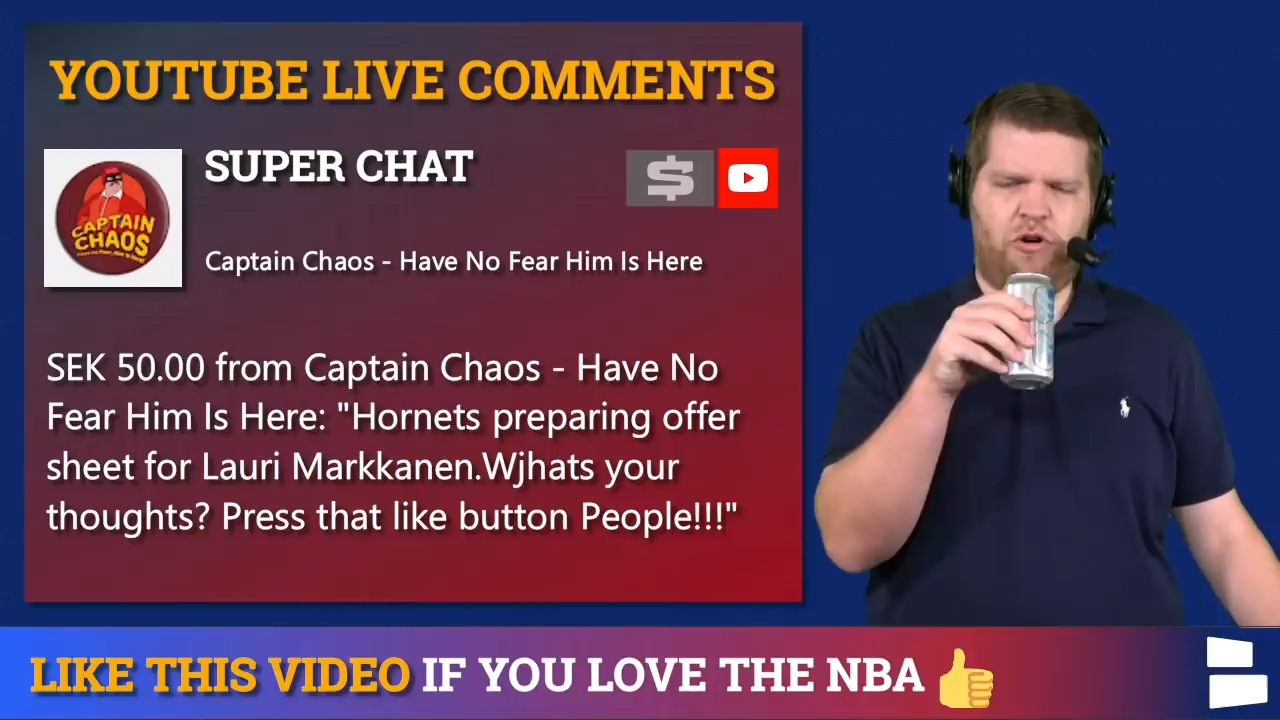 YOUTUBE LIVE COMMENTS
SUPER CHAT
CAPTAIN
CHAOS
Captain Chaos - Have No Fear Him Is Here
SEK 50.00 from Captain Chaos - Have No
Fear Him Is Here: "Hornets preparing offer
sheet for Lauri Markkanen.Wjhats your
thoughts? Press that like button People!!!"
LIKE THIS VIDEO IF YOU LOVE THE NBA